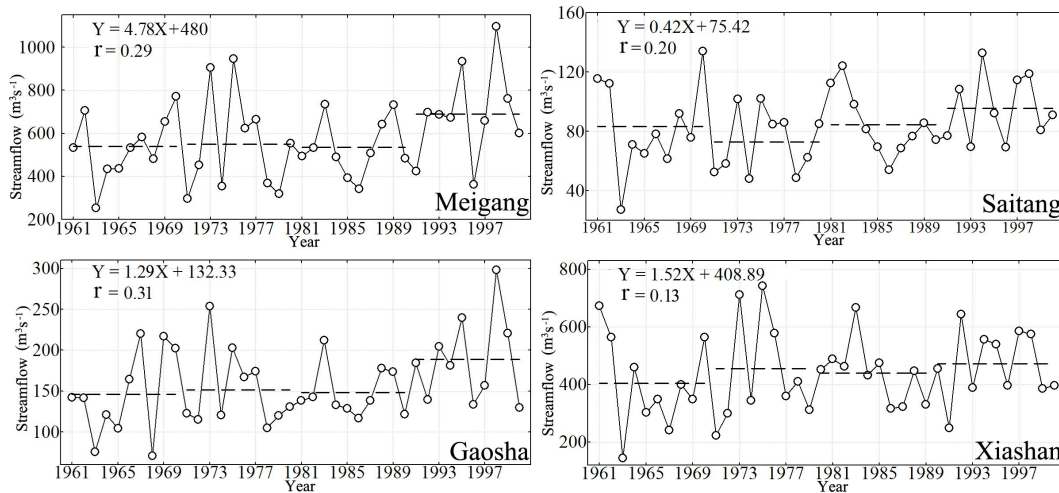 Y = 4.78X+480
r = 0.29
1000
800
600
400
200
Streamflow (m³s⁻¹)
Meigang
1961 1965 1969 1973 1977 1981 1985 1989 1993 1997
Year
Y = 0.42X + 75.42
r = 0.20
160
120
80
40
Streamflow (m³s⁻¹)
Saitang
1961 1965 1969 1973 1977 1981 1985 1989 1993 1997
Year
Y = 1.29X + 132.33
r = 0.31
300
250
200
150
100
Streamflow (m³s⁻¹)
Gaosha
1961 1965 1969 1973 1977 1981 1985 1989 1993 1997
Year
Y = 1.52X + 408.89
r = 0.13
800
600
400
200
Streamflow (m³s⁻¹)
Xiashan
1961 1965 1969 1973 1977 1981 1985 1989 1993 1997
Year